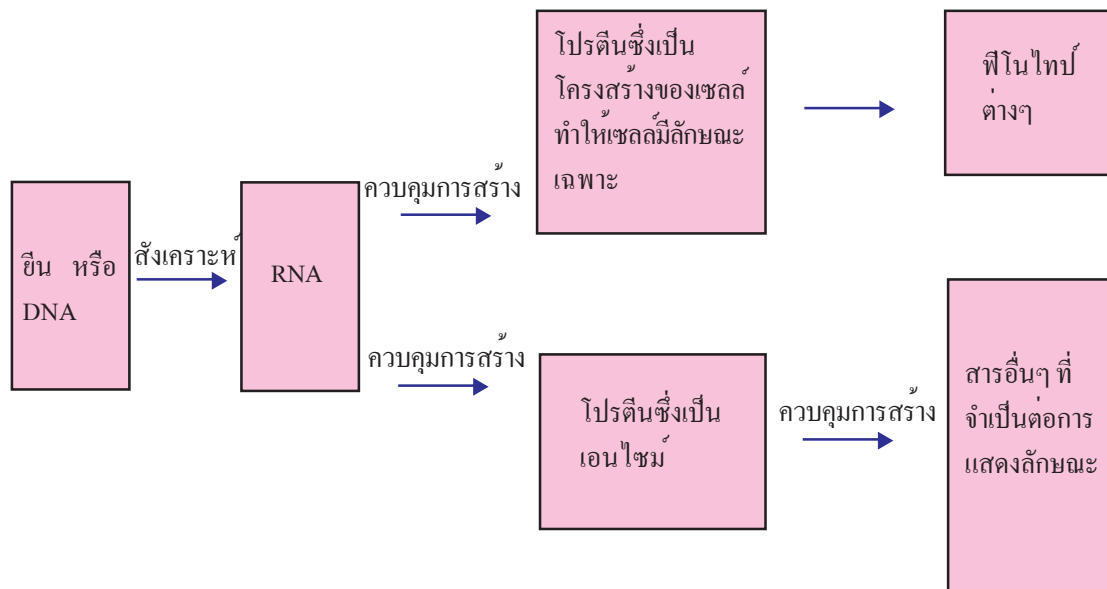 ยีน หรือ
DNA
สังเคราะห์
RNA
ควบคุมการสร้าง
โปรตีนซึ่งเป็น
โครงสร้างของเซลล์
ทำให้เซลล์มีลักษณะ
เฉพาะ
ฟีโนไทป์
ต่างๆ
ควบคุมการสร้าง
โปรตีนซึ่งเป็น
เอนไซม์
ควบคุมการสร้าง
สารอื่นๆ ที่
จำเป็นต่อการ
แสดงลักษณะ